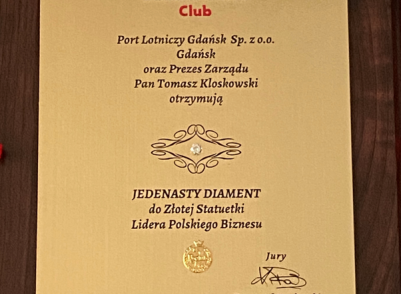 Club
Port Lotniczy Gdańsk Sp. z o.o.
Gdańsk
oraz Prezes Zarządu
Pan Tomasz Kloskowski
otrzymują
JEDENASTY DIAMENT
do Złotej Statuetki
Lidera Polskiego Biznesu
Jury